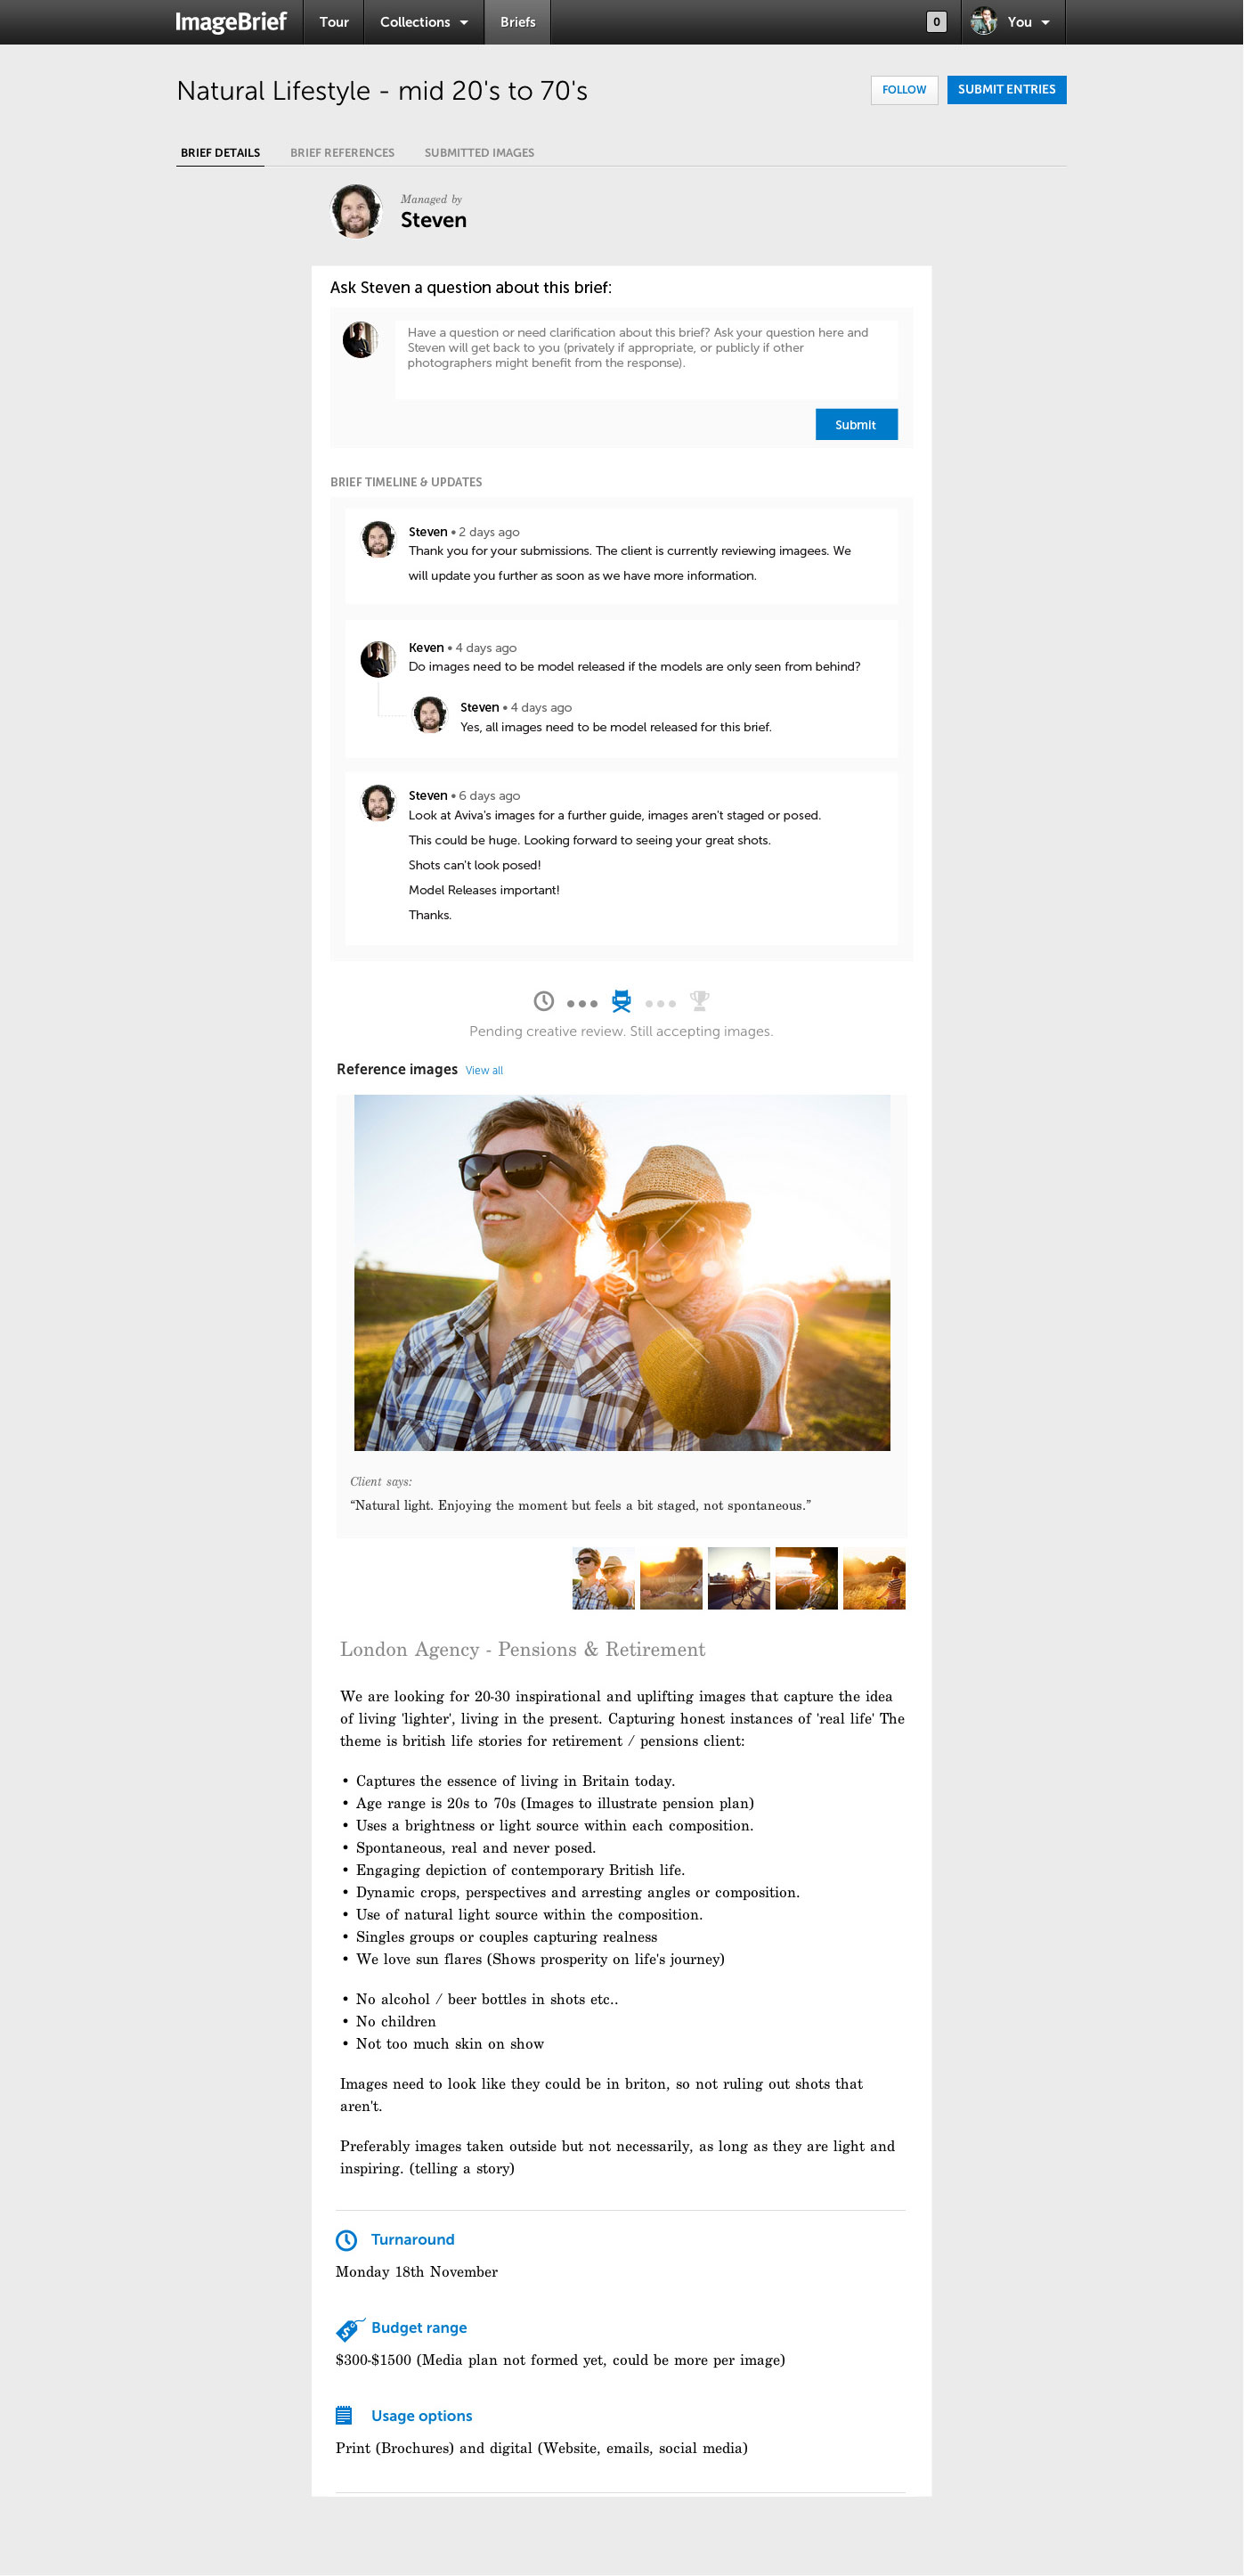 ImageBrief
Tour
Collections
Briefs
0
You
Natural Lifestyle - mid 20's to 70's
FOLLOW
SUBMIT ENTRIES
BRIEF DETAILS
BRIEF REFERENCES
SUBMITTED IMAGES
Managed by
Steven
Ask Steven a question about this brief:
Have a question or need clarification about this brief? Ask your question here and
Steven will get back to you (privately if appropriate, or publicly if other
photographers might benefit from the response).
Submit
BRIEF TIMELINE & UPDATES
Steven • 2 days ago
Thank you for your submissions. The client is currently reviewing imagees. We
will update you further as soon as we have more information.
Keven • 4 days ago
Do images need to be model released if the models are only seen from behind?
Steven • 4 days ago
Yes, all images need to be model released for this brief.
Steven • 6 days ago
Look at Aviva's images for a further guide, images aren't staged or posed.
This could be huge. Looking forward to seeing your great shots.
Shots can't look posed!
Model Releases important!
Thanks.
Pending creative review. Still accepting images.
Reference images View all
Client says:
“Natural light. Enjoying the moment but feels a bit staged, not spontaneous.”
London Agency - Pensions & Retirement
We are looking for 20-30 inspirational and uplifting images that capture the idea
of living 'lighter', living in the present. Capturing honest instances of 'real life' The
theme is british life stories for retirement / pensions client:
• Captures the essence of living in Britain today.
• Age range is 20s to 70s (Images to illustrate pension plan)
• Uses a brightness or light source within each composition.
• Spontaneous, real and never posed.
• Engaging depiction of contemporary British life.
• Dynamic crops, perspectives and arresting angles or composition.
• Use of natural light source within the composition.
• Singles groups or couples capturing realness
• We love sun flares (Shows prosperity on life's journey)
• No alcohol / beer bottles in shots etc..
• No children
• Not too much skin on show
Images need to look like they could be in briton, so not ruling out shots that
aren't.
Preferably images taken outside but not necessarily, as long as they are light and
inspiring. (telling a story)
Turnaround
Monday 18th November
Budget range
$300-$1500 (Media plan not formed yet, could be more per image)
Usage options
Print (Brochures) and digital (Website, emails, social media)